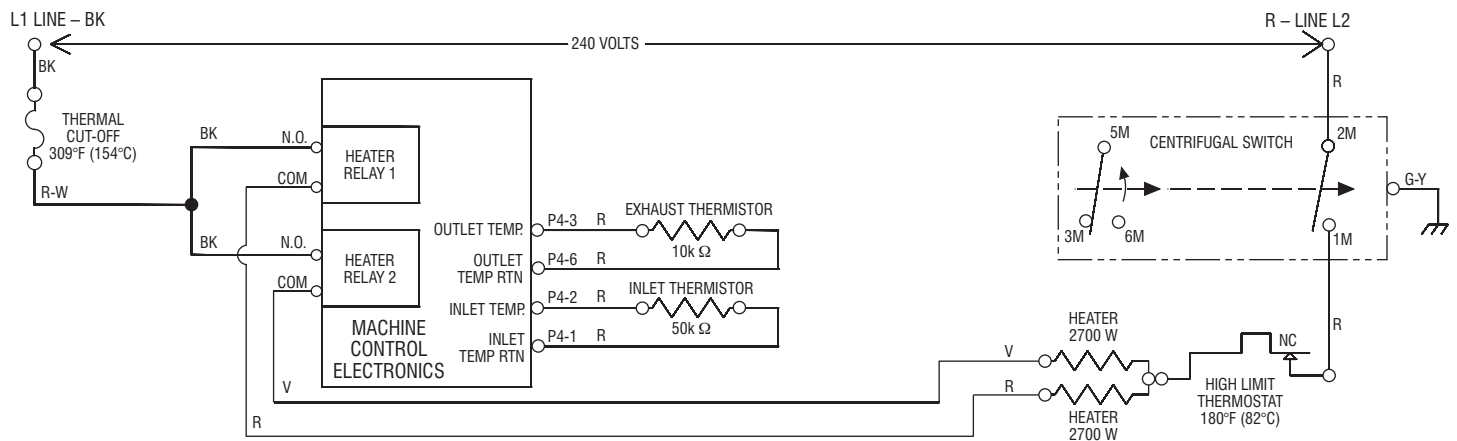 L1 LINE – BK
R – LINE L2
240 VOLTS
BK
R
THERMAL
CUT-OFF
309°F (154°C)
R-W
BK
N.O.
COM
HEATER
RELAY 1
BK
N.O.
COM
HEATER
RELAY 2
OUTLET TEMP.
OUTLET
TEMP RTN
INLET TEMP.
INLET
TEMP RTN
MACHINE
CONTROL
ELECTRONICS
P4-3 R
EXHAUST THERMISTOR
10k Ω
P4-6 R
P4-2 R
INLET THERMISTOR
50k Ω
P4-1 R
5M
CENTRIFUGAL SWITCH
2M
3M
6M
1M
G-Y
R
V
R
V
R
HEATER
2700 W
HEATER
2700 W
NC
HIGH LIMIT
THERMOSTAT
180°F (82°C)